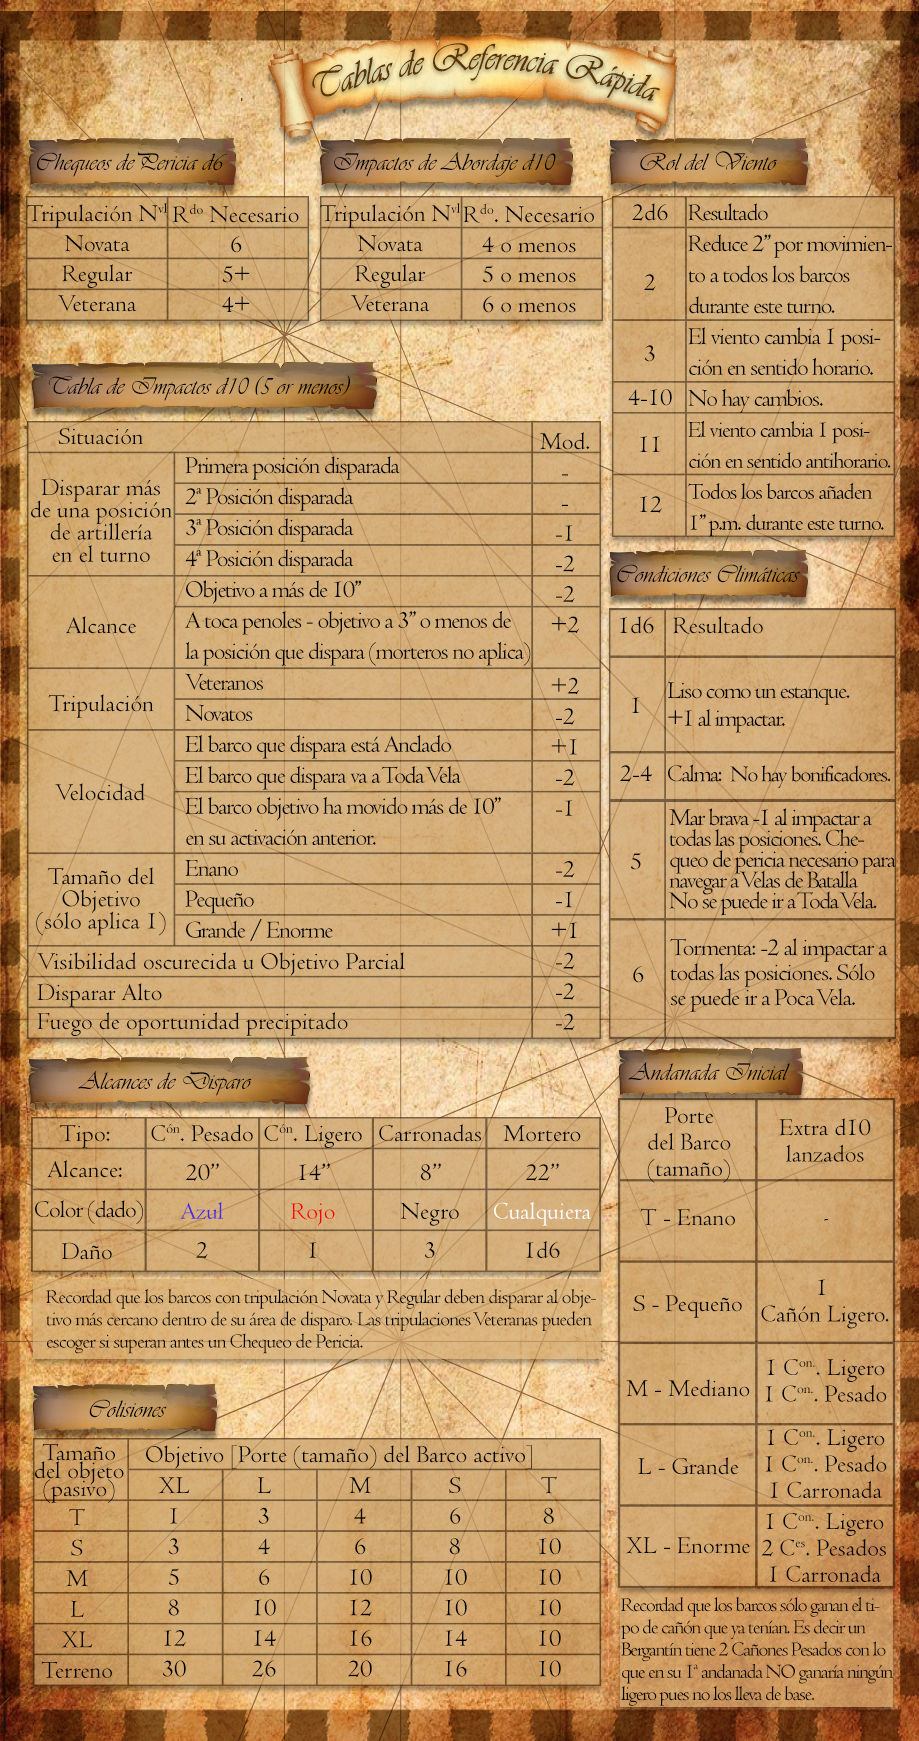 Tablas de Referencia Rápida
Chequeos de Pericia d6
Tripulación Nvl Rdo Necesario
Novata 6
Regular 5+
Veterana 4+
Impactos de Abordaje d10
Tripulación Nvl Rdo. Necesario
Novata 4 o menos
Regular 5 o menos
Veterana 6 o menos
Rol del Viento
2d6 Resultado
2 Reduce 2” por movimien-
to a todos los barcos
durante este turno.
3 El viento cambia 1 posi-
ción en sentido horario.
4-10 No hay cambios.
11 El viento cambia 1 posi-
ción en sentido antihorario.
12 Todos los barcos añaden
1” p.m. durante este turno.
Tabla de Impactos d10 (5 or menos)
Situación Mod.
Disparar más
de una posición
de artillería
en el turno
Primera posición disparada -
2ª Posición disparada -
3ª Posición disparada -1
4ª Posición disparada -2
Alcance
Objetivo a más de 10” -2
A toca penoles - objetivo a 3” o menos de +2
la posición que dispara (morteros no aplica)
Tripulación
Veteranos +2
Novatos -2
Velocidad
El barco que dispara está Anclado +1
El barco que dispara va a Toda Vela -2
El barco objetivo ha movido más de 10” -1
en su activación anterior.
Tamaño del
Objetivo
(sólo aplica 1)
Enano -2
Pequeño -1
Grande / Enorme +1
Visibilidad oscurecida u Objetivo Parcial -2
Disparar Alto -2
Fuego de oportunidad precipitado -2
Condiciones Climáticas
1d6 Resultado
1 Liso como un estanque.
+1 al impactar.
2-4 Calma: No hay bonificadores.
5 Mar brava -1 al impactar a
todas las posiciones. Che-
queo de pericia necesario para
navegar a Velas de Batalla
No se puede ir a Toda Vela.
6 Tormenta: -2 al impactar a
todas las posiciones. Sólo
se puede ir a Poca Vela.
Alcances de Disparo
Tipo: Cón. Pesado Cón. Ligero Carronadas Mortero
Alcance: 20” 14” 8” 22”
Color (dado) Azul Rojo Negro Cualquiera
Daño 2 1 3 1d6
Recordad que los barcos con tripulación Novata y Regular deben disparar al obje-
tivo más cercano dentro de su área de disparo. Las tripulaciones Veteranas pueden
escoger si superan antes un Chequeo de Pericia.
Colisiones
Tamaño
del objeto
(pasivo)
Objetivo [Porte (tamaño) del Barco activo]
XL L M S T
T 1 3 4 6 8
S 3 4 6 8 10
M 5 6 10 10 10
L 8 10 12 10 10
XL 12 14 16 14 10
Terreno 30 26 20 16 10
Andanada Inicial
Porte
del Barco
(tamaño)
Extra d10
lanzados
T - Enano -
S - Pequeño 1
Cañón Ligero.
M - Mediano 1 Con.. Ligero
1 Con.. Pesado
L - Grande 1 Con.. Ligero
1 Con.. Pesado
1 Carronada
XL - Enorme 1 Con.. Ligero
2 Ces. Pesados
1 Carronada
Recordad que los barcos sólo ganan el ti-
po de cañón que ya tenían. Es decir un
Bergantín tiene 2 Cañones Pesados con lo
que en su 1ª andanada NO ganaría ningún
ligero pues no los lleva de base.